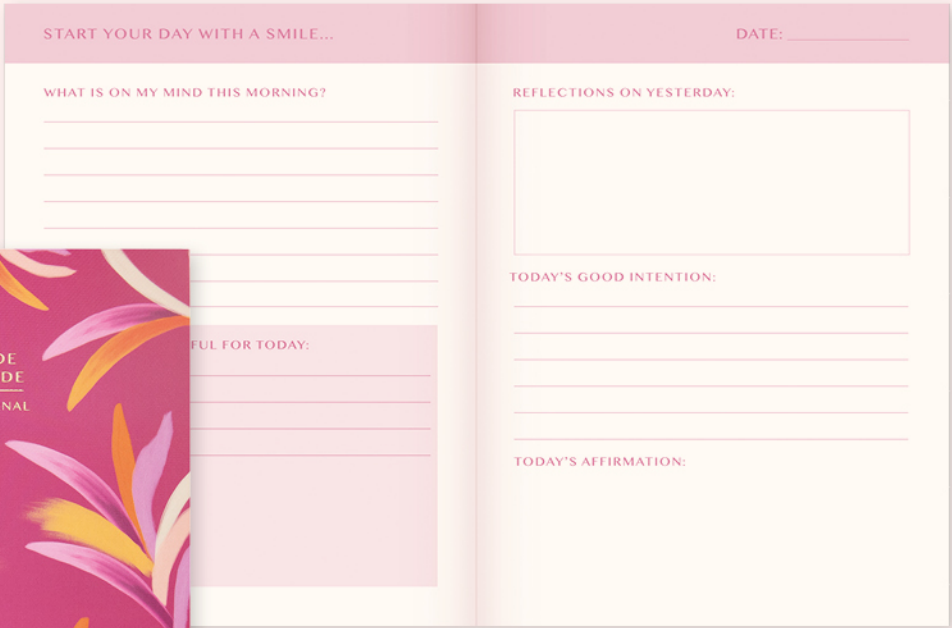 START YOUR DAY WITH A SMILE...
DATE:
WHAT IS ON MY MIND THIS MORNING?
FUL FOR TODAY:
REFLECTIONS ON YESTERDAY:
TODAY'S GOOD INTENTION:
TODAY'S AFFIRMATION:
DE
DE
NAL